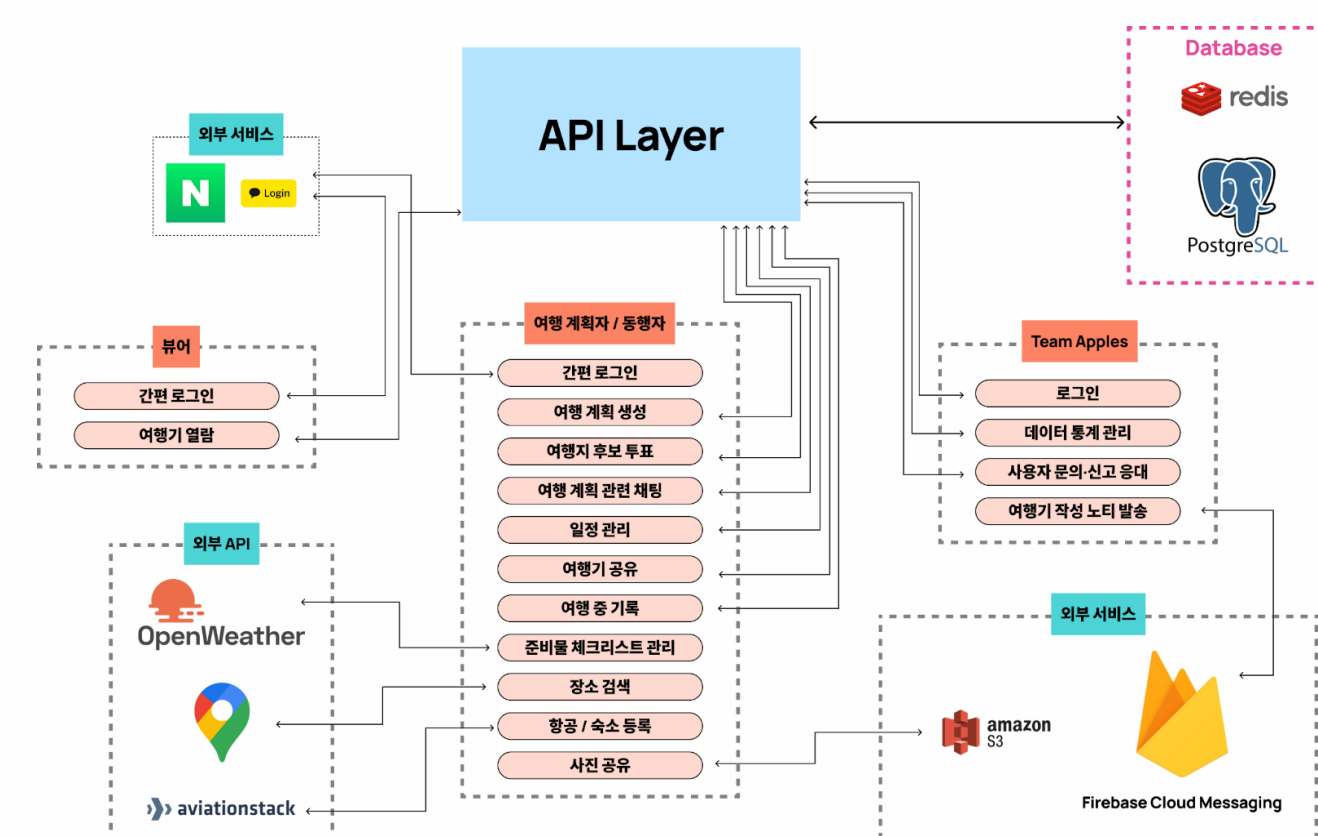 API Layer
Database
redis
PostgreSQL
외부 서비스
N
Login
뷰어
간편 로그인
여행기 열람
여행 계획자 / 동행자
간편 로그인
여행 계획 생성
여행지 후보 투표
여행 계획 관련 채팅
일정 관리
여행기 공유
여행 중 기록
준비물 체크리스트 관리
장소 검색
항공 / 숙소 등록
사진 공유
Team Apples
로그인
데이터 통계 관리
사용자 문의·신고 응대
여행기 작성 노티 발송
외부 API
OpenWeather
aviationstack
외부 서비스
amazon
S3
Firebase Cloud Messaging